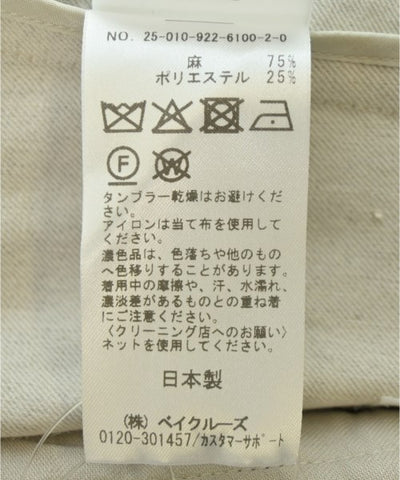 NO. 25-010-922-6100-2-0
麻 75%
ポリエステル 25%
F
W
タンブラー乾燥はお避けくだ
さい。
アイロンは当て布を使用して
ください。
濃色品は、色落ちや他のもの
へ色移りすることがあります。
着用中の摩擦や、汗、水濡れ、
濃淡差があるものとの重ね着
にご注意ください。
〈クリーニング店へのお願い〉
ネットを使用してください。
日本製
(株) ベイクルーズ
0120-301457/カスタマーサポート